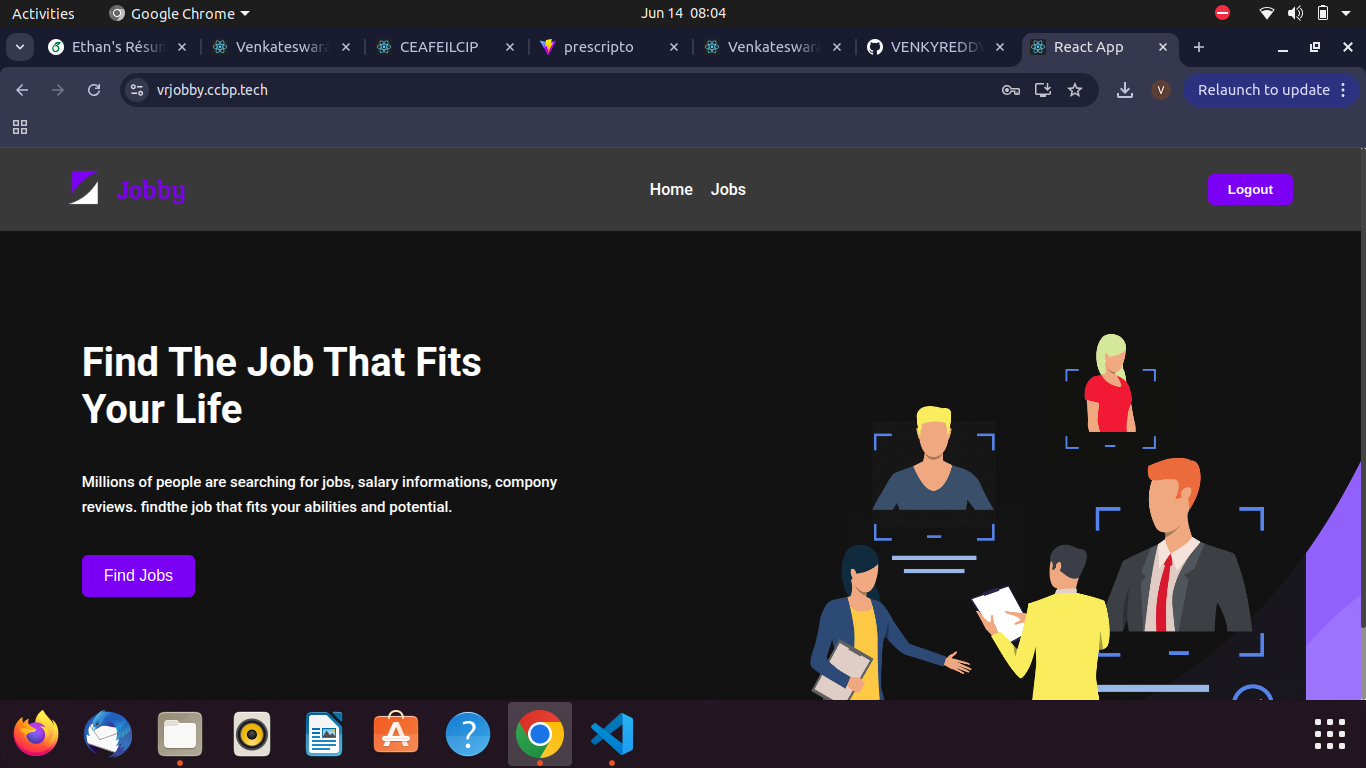 Activities
Google Chrome
Jun 14 08:04
Ethan's Résum
Venkateswara
CEAFEILCIP
prescripto
Venkateswara
VENKYREDDY
React App
vrjobby.ccbp.tech
V
Relaunch to update
Jobby
Home
Jobs
Logout
Find The Job That Fits
Your Life
Millions of people are searching for jobs, salary informations, compony
reviews. findthe job that fits your abilities and potential.
Find Jobs